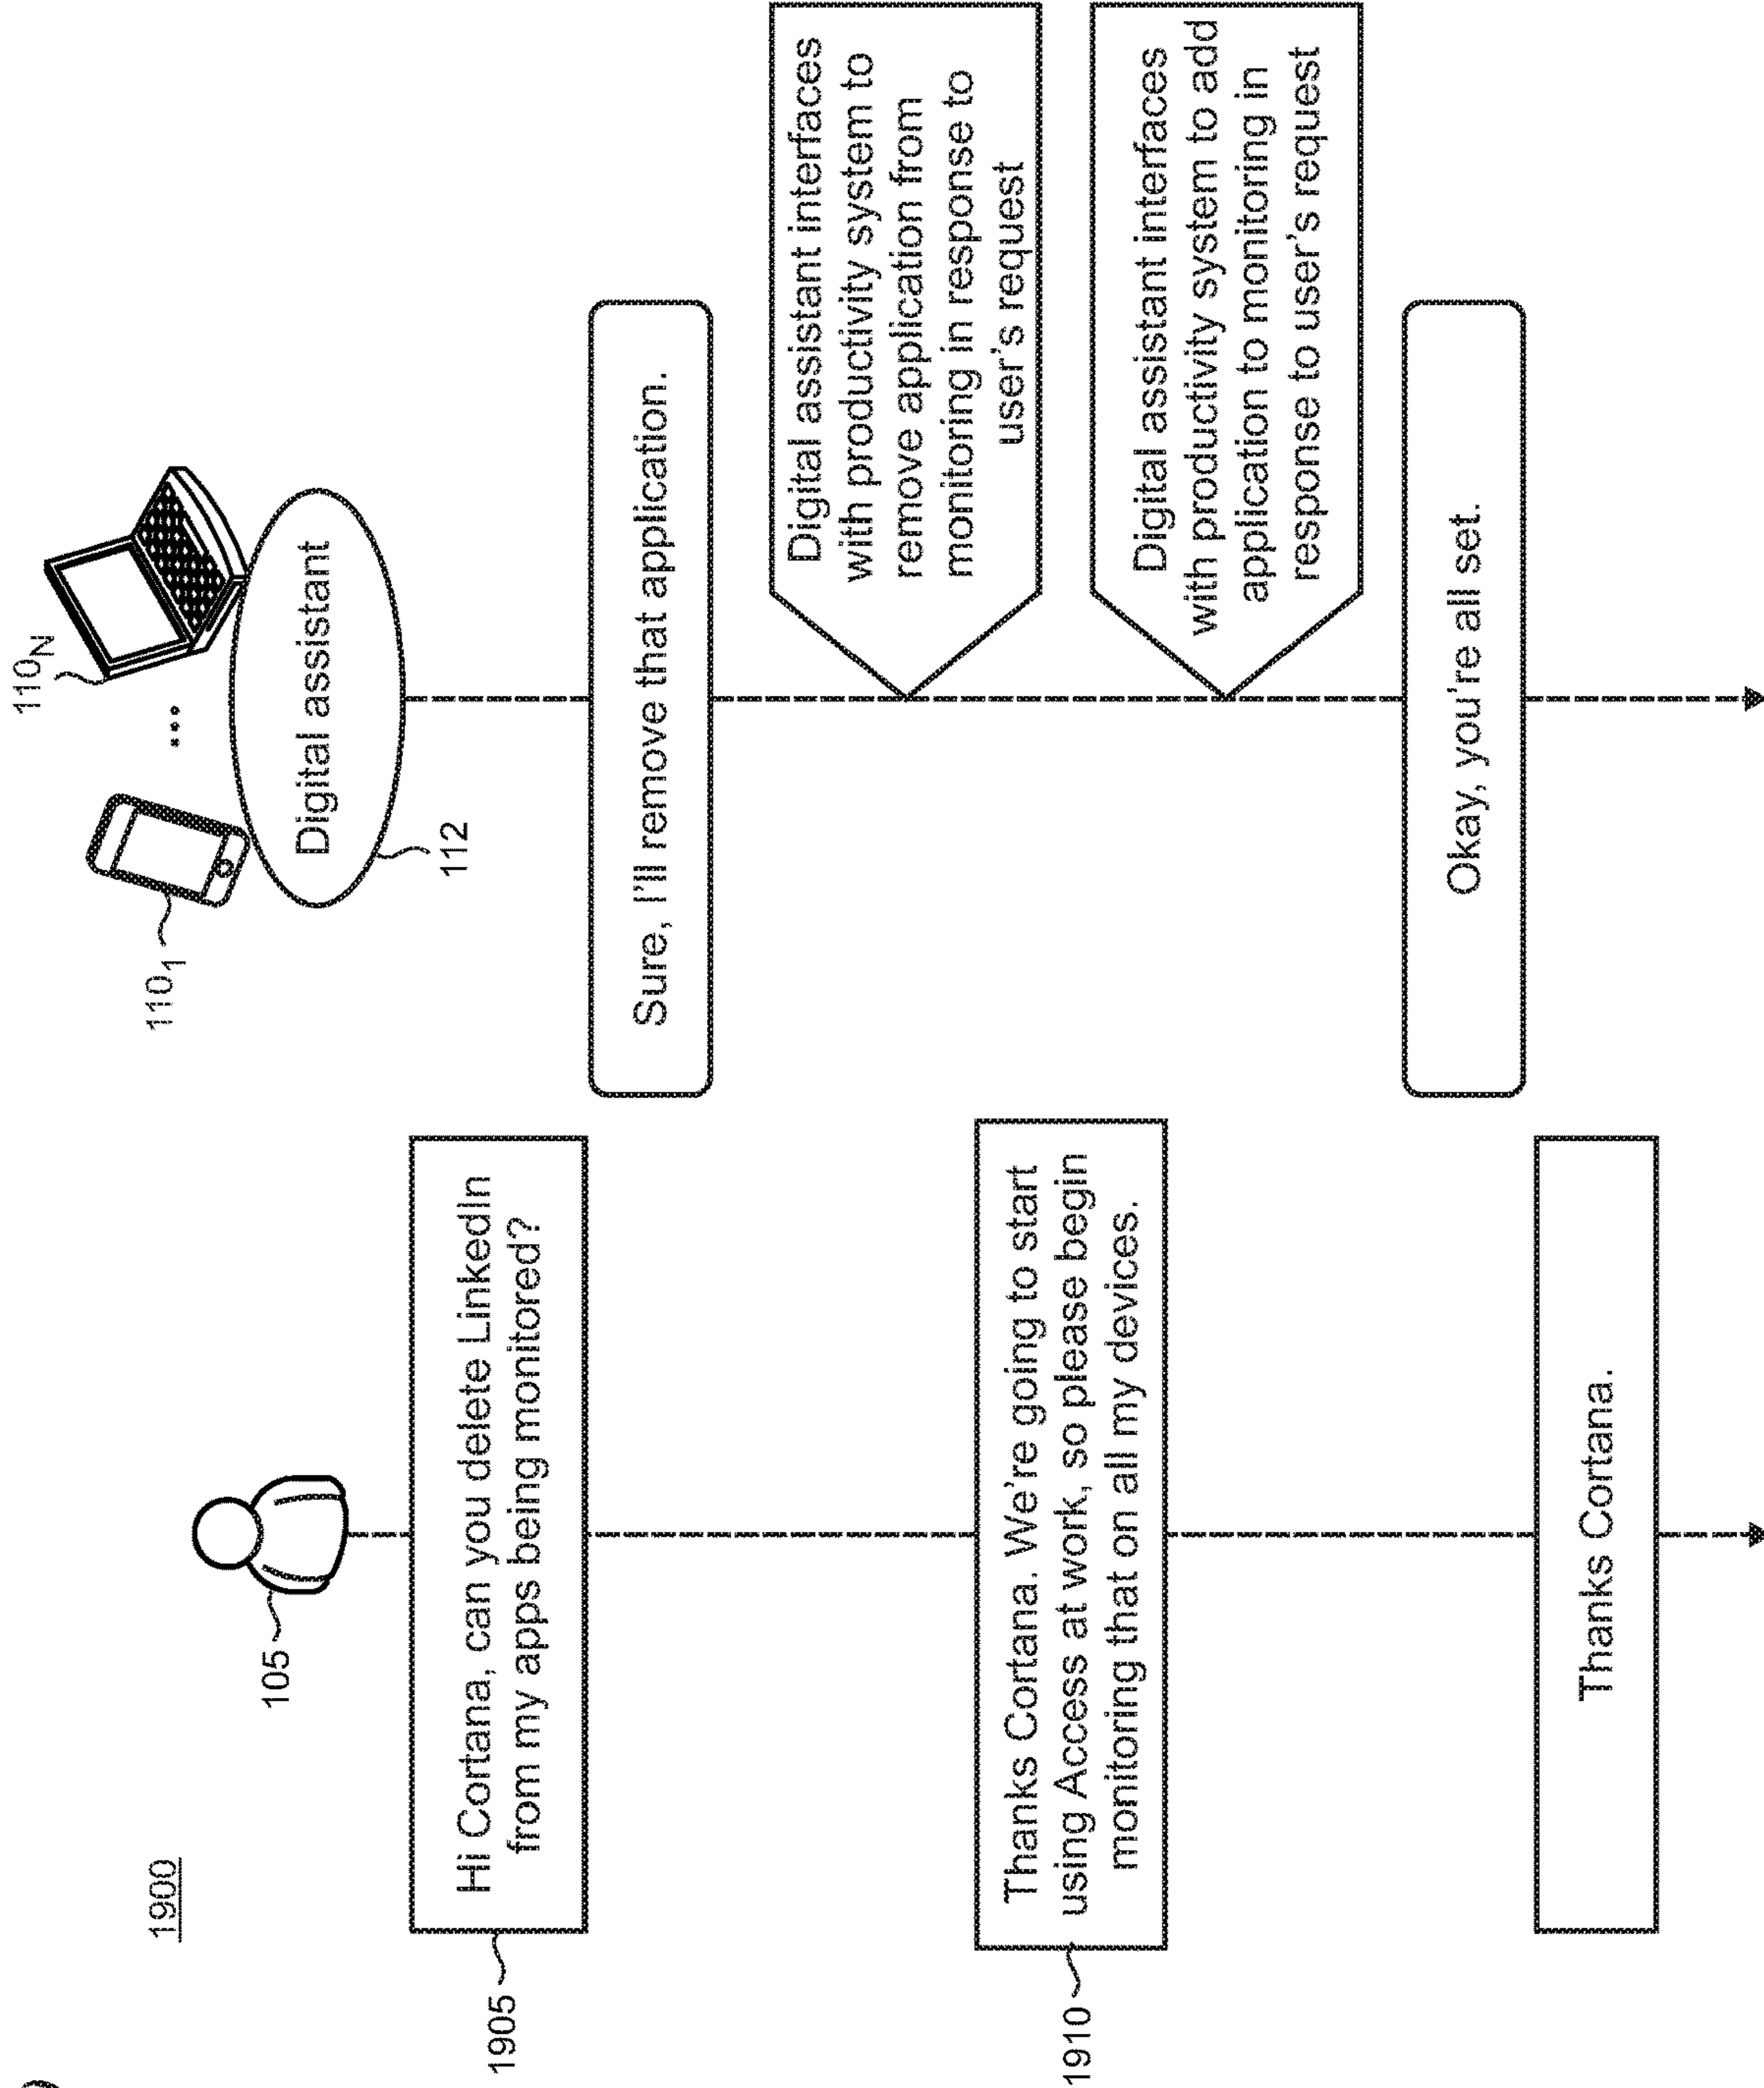 1900
105
110₁
...
110N
Digital assistant
112
1905
Hi Cortana, can you delete LinkedIn
from my apps being monitored?
Sure, I'll remove that application.
Digital assistant interfaces
with productivity system to
remove application from
monitoring in response to
user's request
1910
Thanks Cortana. We're going to start
using Access at work, so please begin
monitoring that on all my devices.
Digital assistant interfaces
with productivity system to add
application to monitoring in
response to user's request
Okay, you're all set.
Thanks Cortana.